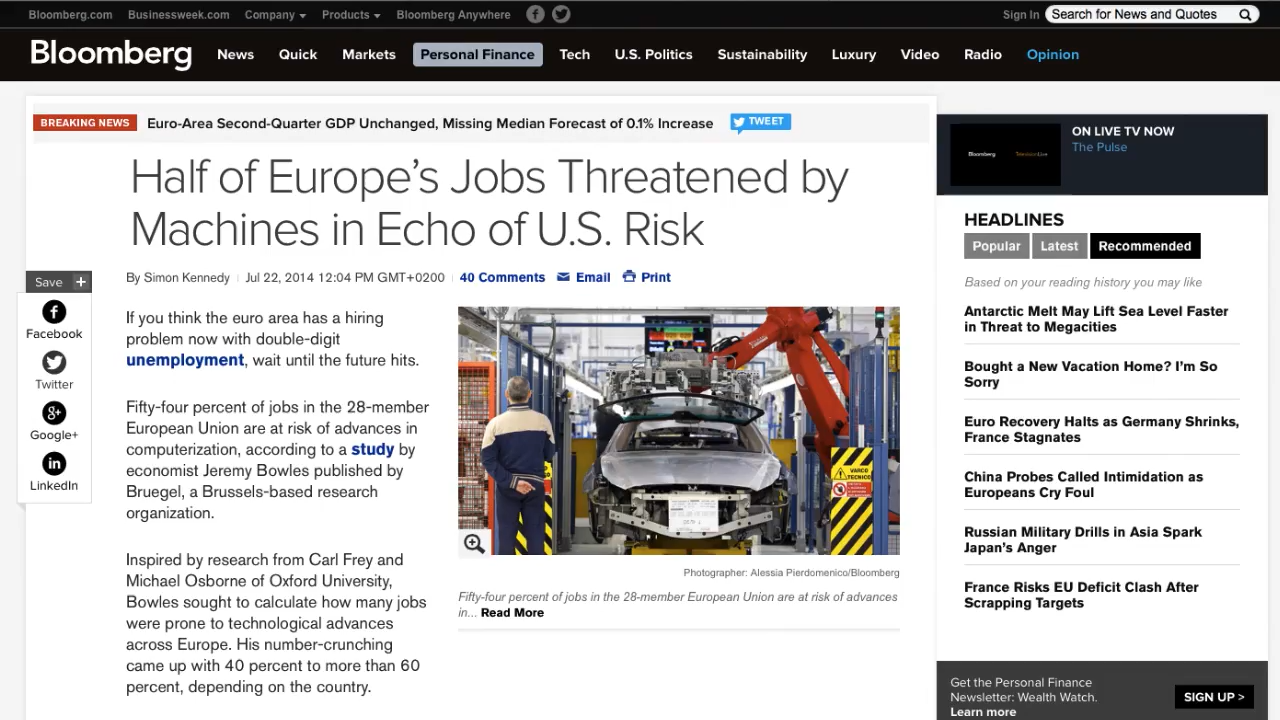 Bloomberg.com Businessweek.com Company Products Bloomberg Anywhere
Sign In Search for News and Quotes
Bloomberg News Quick Markets Personal Finance Tech U.S. Politics Sustainability Luxury Video Radio Opinion
BREAKING NEWS Euro-Area Second-Quarter GDP Unchanged, Missing Median Forecast of 0.1% Increase TWEET
Half of Europe's Jobs Threatened by
Machines in Echo of U.S. Risk
By Simon Kennedy Jul 22, 2014 12:04 PM GMT+0200 40 Comments Email Print
Save +
Facebook
Twitter
Google+
LinkedIn
If you think the euro area has a hiring
problem now with double-digit
unemployment, wait until the future hits.
Fifty-four percent of jobs in the 28-member
European Union are at risk of advances in
computerization, according to a study by
economist Jeremy Bowles published by
Bruegel, a Brussels-based research
organization.
Inspired by research from Carl Frey and
Michael Osborne of Oxford University,
Bowles sought to calculate how many jobs
were prone to technological advances
across Europe. His number-crunching
came up with 40 percent to more than 60
percent, depending on the country.
VARCO
TECNICO
Photographer: Alessia Pierdomenico/Bloomberg
Fifty-four percent of jobs in the 28-member European Union are at risk of advances
in... Read More
Bloomberg
ON LIVE TV NOW
The Pulse
HEADLINES
Popular Latest Recommended
Based on your reading history you may like
Antarctic Melt May Lift Sea Level Faster
in Threat to Megacities
Bought a New Vacation Home? I'm So
Sorry
Euro Recovery Halts as Germany Shrinks,
France Stagnates
China Probes Called Intimidation as
Europeans Cry Foul
Russian Military Drills in Asia Spark
Japan's Anger
France Risks EU Deficit Clash After
Scrapping Targets
Get the Personal Finance
Newsletter: Wealth Watch.
Learn more
SIGN UP >